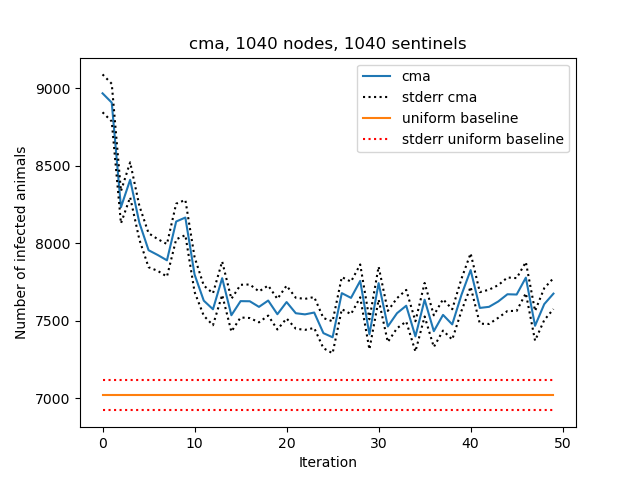 cma, 1040 nodes, 1040 sentinels
cma
stderr cma
uniform baseline
stderr uniform baseline
Number of infected animals
9000
8500
8000
7500
7000
0 10 20 30 40 50
Iteration